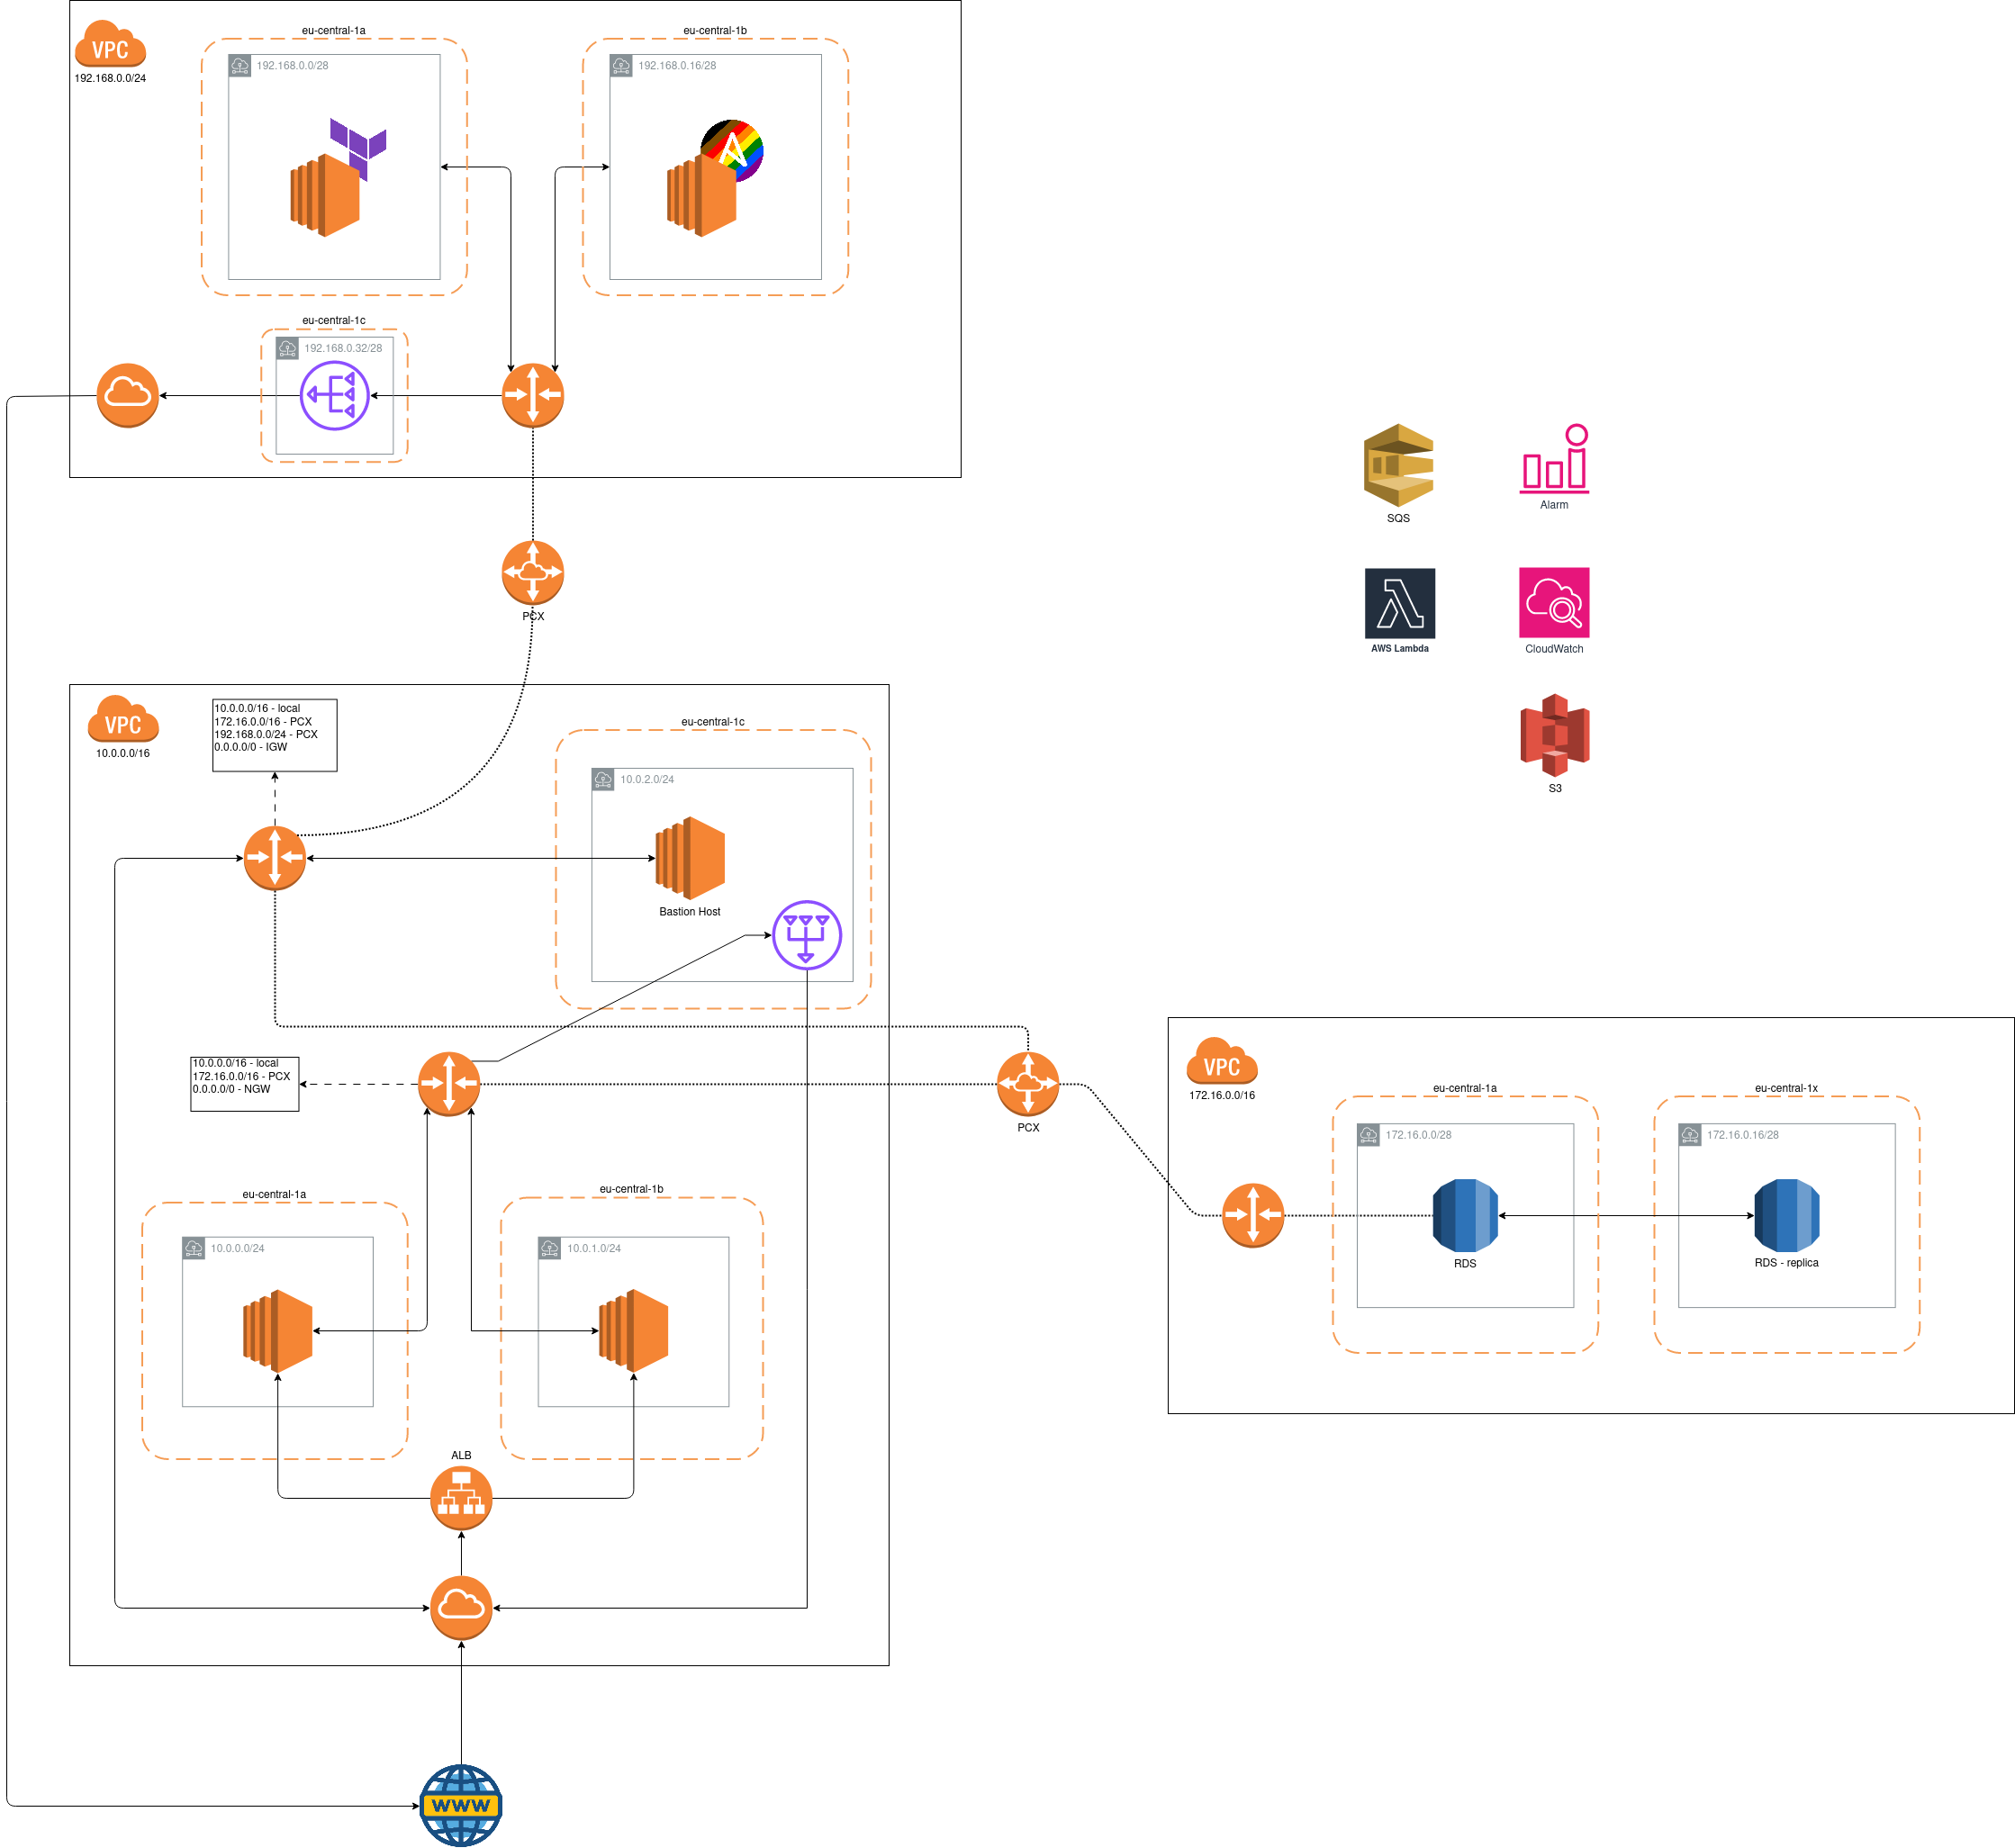 eu-central-1a
eu-central-1b
VPC
192.168.0.0/24
192.168.0.0/28
192.168.0.16/28
eu-central-1c
192.168.0.32/28
PCX
SQS
Alarm
AWS Lambda
CloudWatch
S3
VPC
10.0.0.0/16
10.0.0.0/16 - local
172.16.0.0/16 - PCX
192.168.0.0/24 - PCX
0.0.0.0/0 - IGW
eu-central-1c
10.0.2.0/24
Bastion Host
10.0.0.0/16 - local
172.16.0.0/16 - PCX
0.0.0.0/0 - NGW
PCX
VPC
172.16.0.0/16
eu-central-1a
eu-central-1x
172.16.0.0/28
172.16.0.16/28
RDS
RDS - replica
eu-central-1a
eu-central-1b
10.0.0.0/24
10.0.1.0/24
ALB
WWW